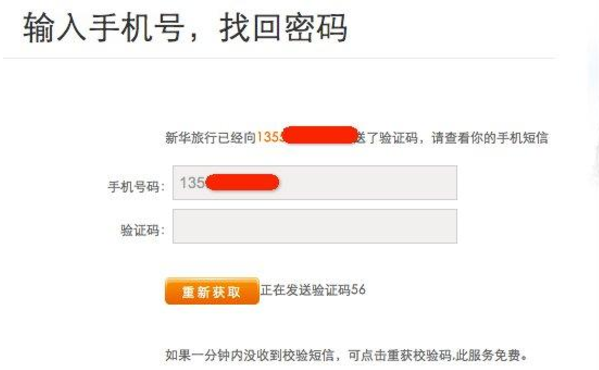 输入手机号，找回密码
新华旅行已经向135 送了验证码，请查看你的手机短信
手机号码： 135
验证码：
重新获取 正在发送验证码56
如果一分钟内没收到校验短信，可点击重获校验码.此服务免费。